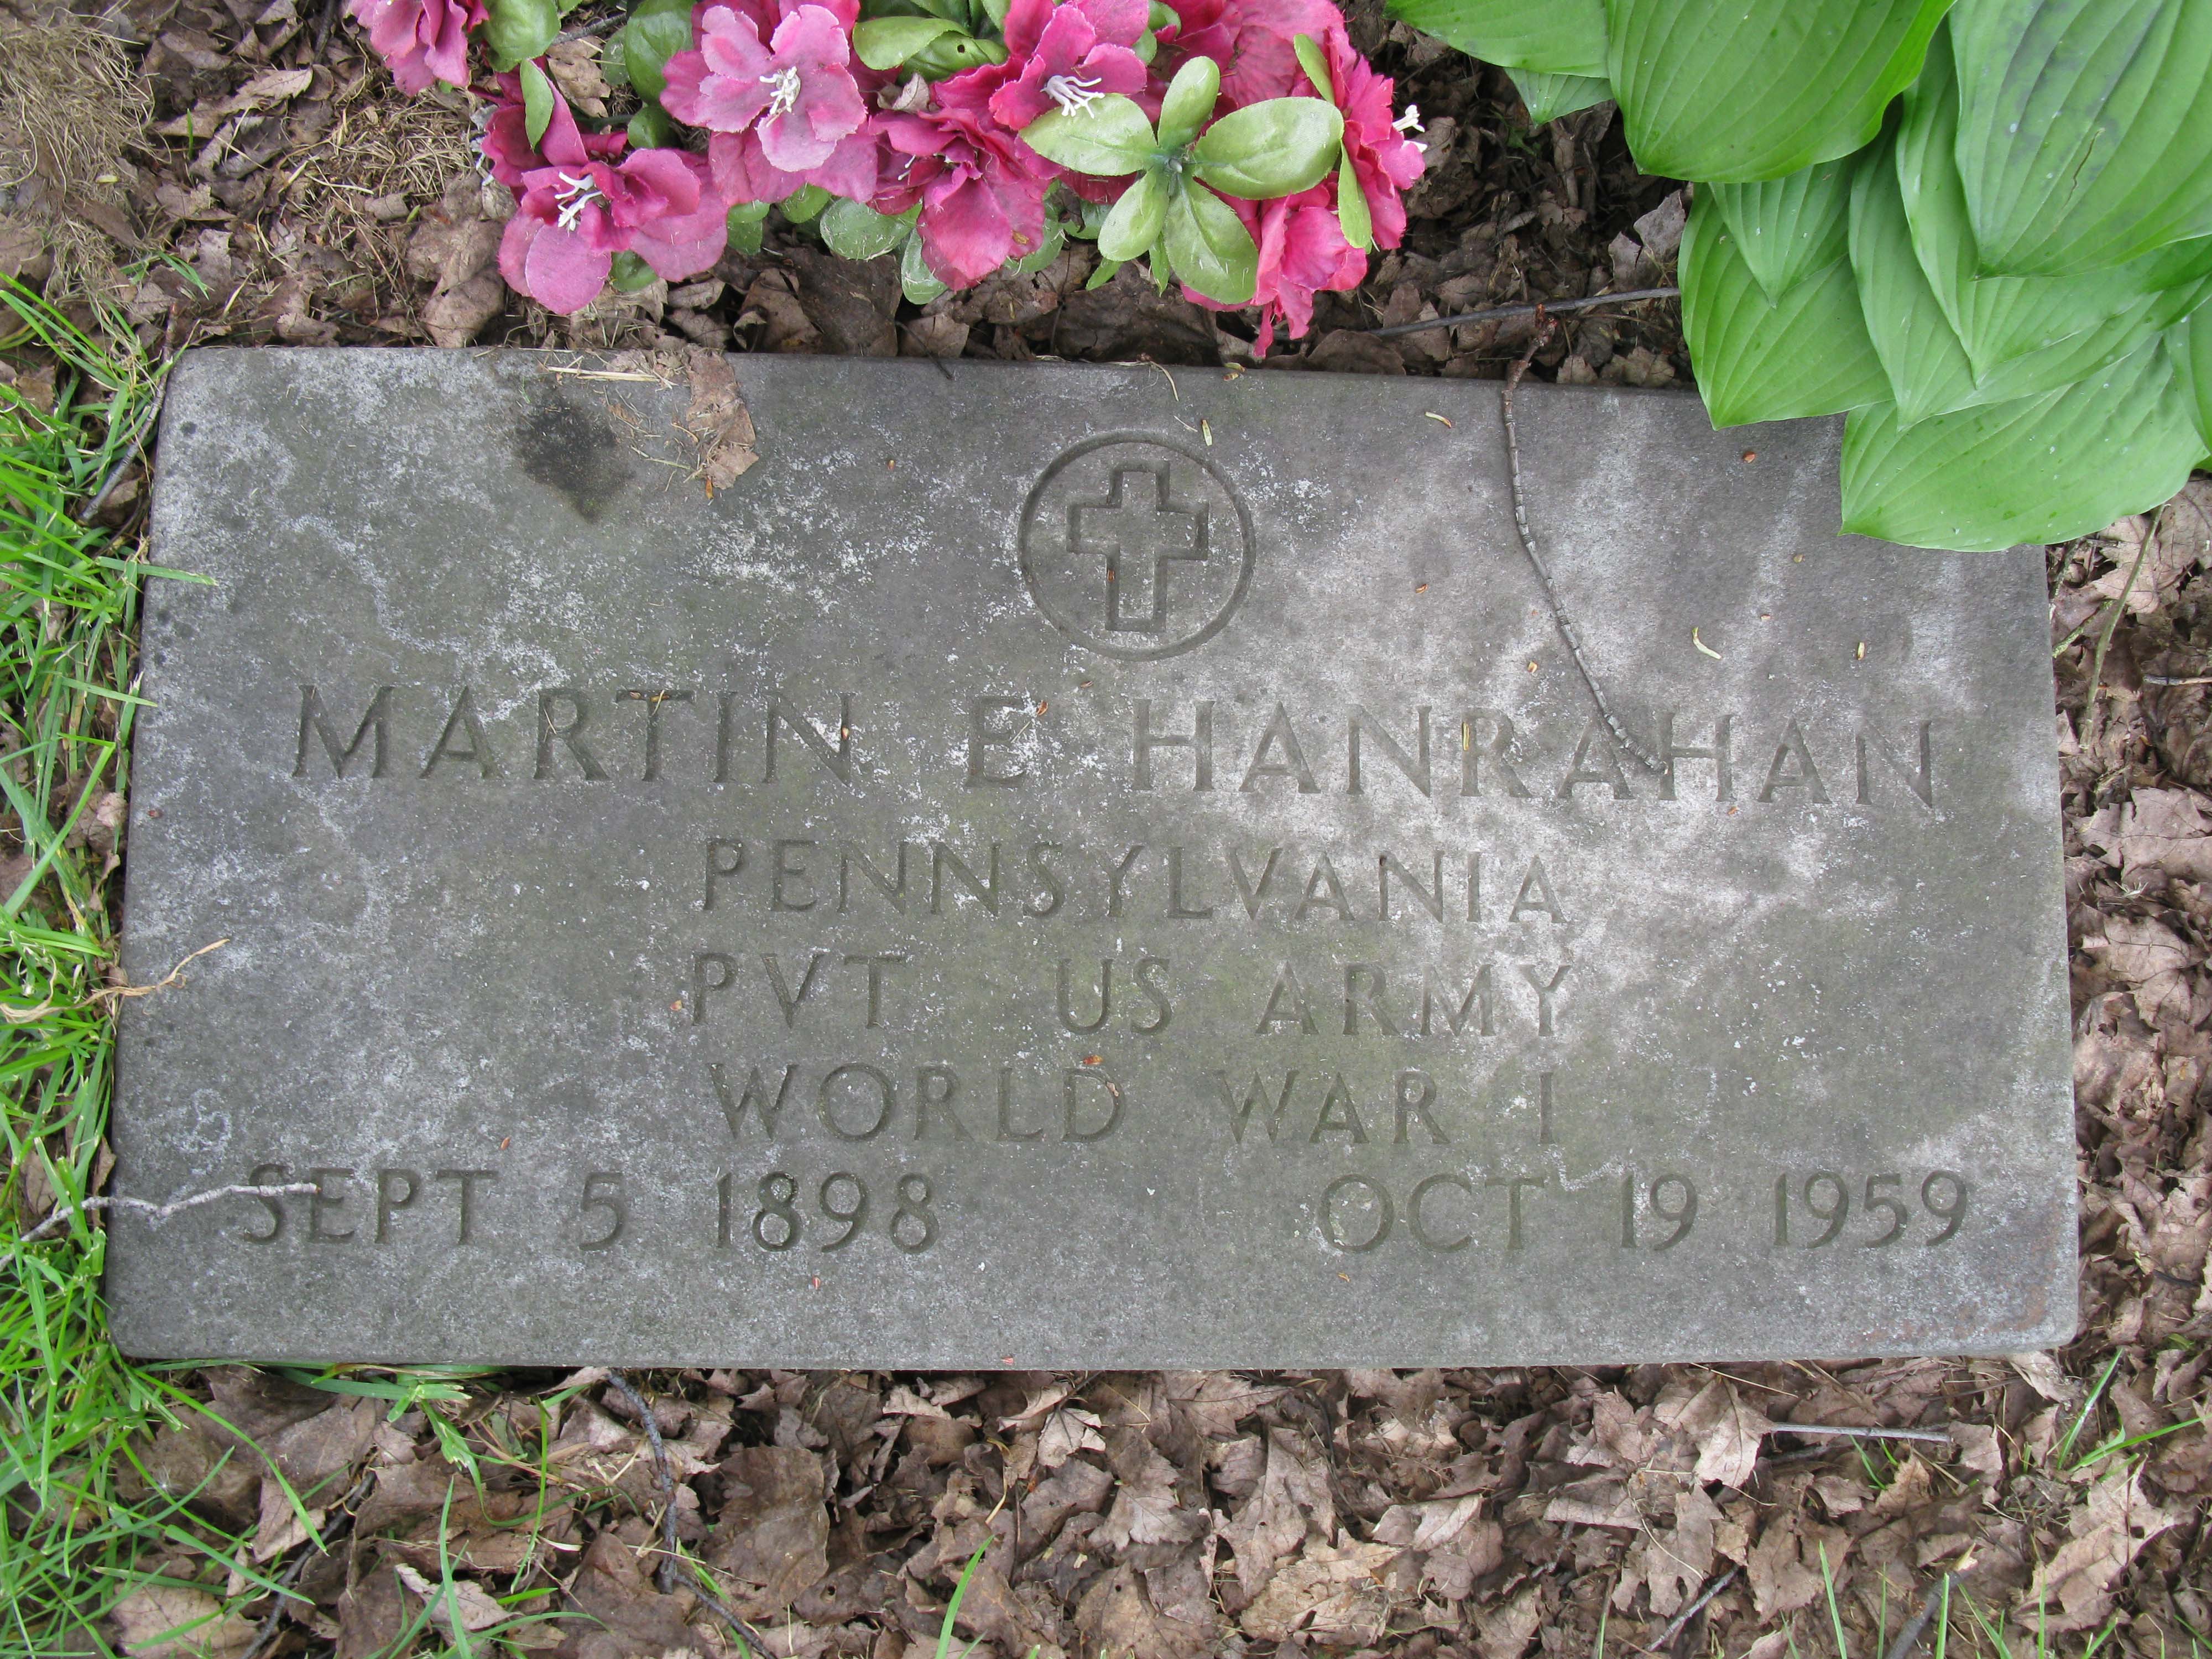 MARTIN E HANRAHAN
PENNSYLVANIA
PVT US ARMY
WORLD WAR I
SEPT 5 1898 OCT 19 1959